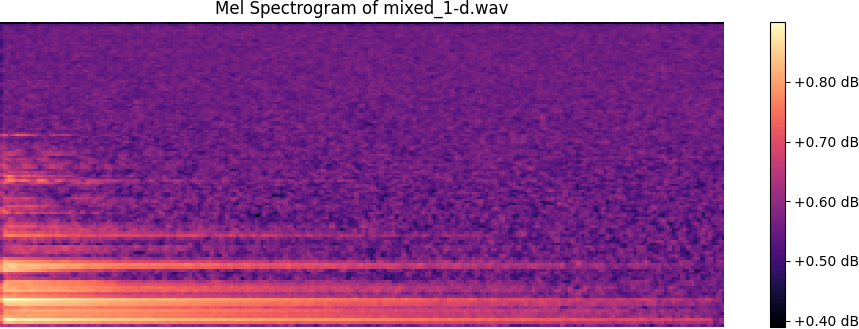 Mel Spectrogram of mixed_1-d.wav
+0.80 dB
+0.70 dB
+0.60 dB
+0.50 dB
+0.40 dB